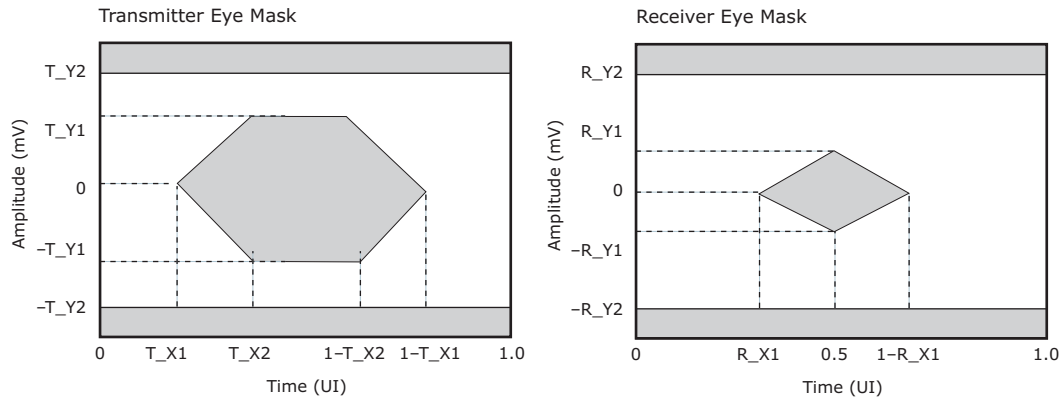 Transmitter Eye Mask
Amplitude (mV)
T_Y2
T_Y1
0
–T_Y1
–T_Y2
0
T_X1
T_X2
1–T_X2
1–T_X1
1.0
Time (UI)
Receiver Eye Mask
Amplitude (mV)
R_Y2
R_Y1
0
–R_Y1
–R_Y2
0
R_X1
0.5
1–R_X1
1.0
Time (UI)